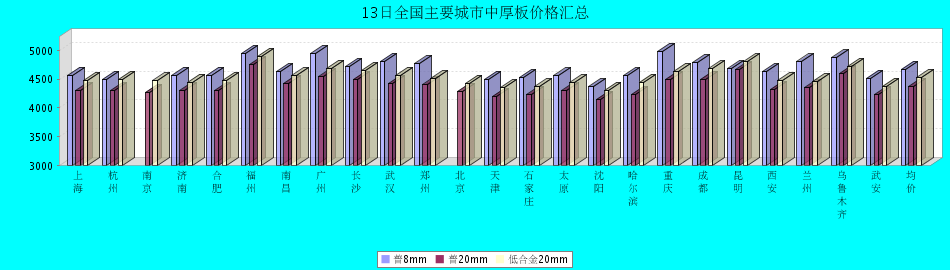 13日全国主要城市中厚板价格汇总
5000
4500
4000
3500
3000
上海
杭州
南京
济南
合肥
福州
南昌
广州
长沙
武汉
郑州
北京
天津
石家庄
太原
沈阳
哈尔滨
重庆
成都
昆明
西安
兰州
乌鲁木齐
武安
均价
普8mm 普20mm 低合金20mm